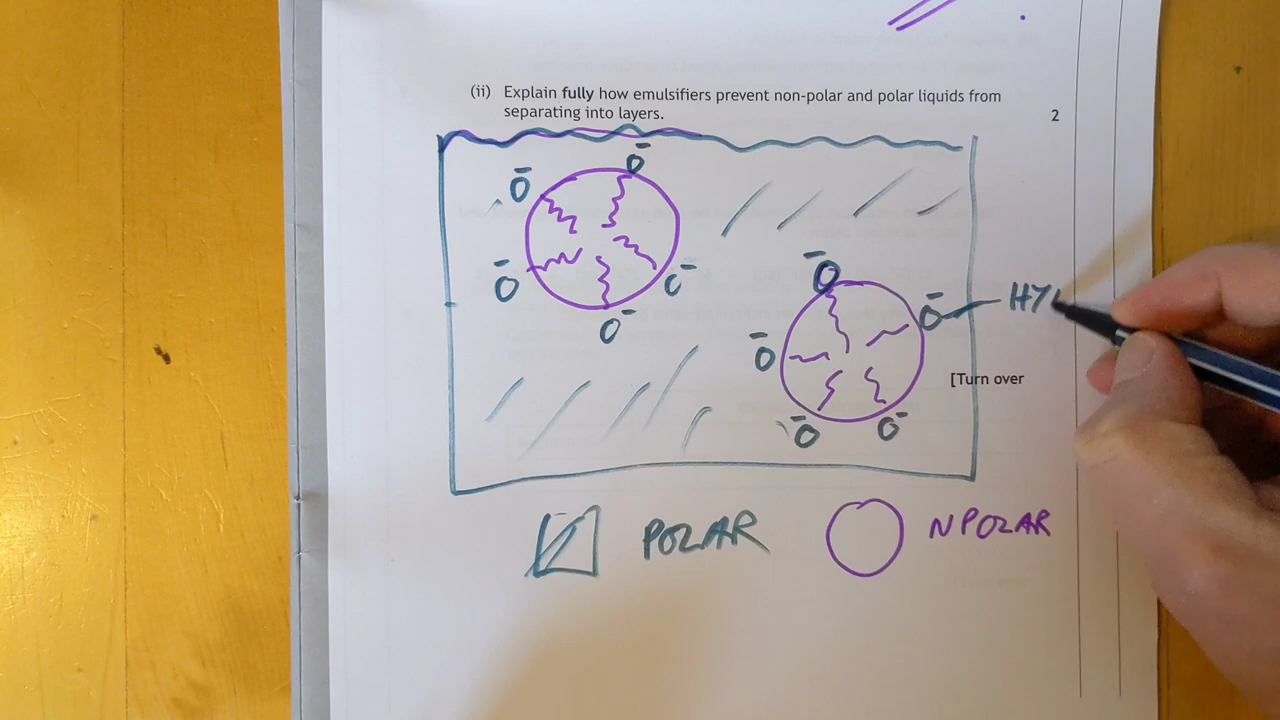 (ii) Explain fully how emulsifiers prevent non-polar and polar liquids from
separating into layers.
2
Ō
Ō
Ō
Ō
Ō
Ō
Ō
HY
Ō
[Turn over
Ō
Ō
POLAR
NPOLAR